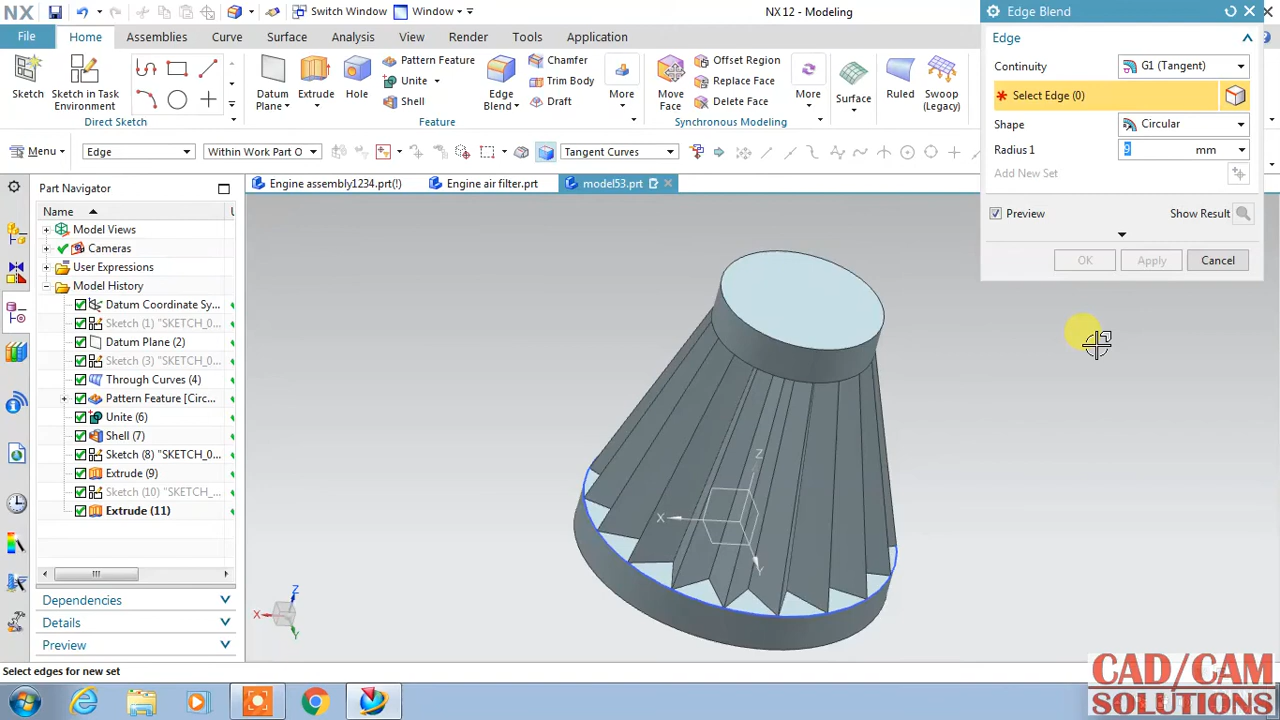 NX
Switch Window
Window
NX 12 - Modeling
Edge Blend
File
Home
Assemblies
Curve
Surface
Analysis
View
Render
Tools
Application
Edge
Continuity
G1 (Tangent)
Select Edge (0)
Shape
Circular
Radius 1
9
mm
Add New Set
Preview
Show Result
OK
Apply
Cancel
Sketch
Sketch in Task
Environment
Direct Sketch
Datum
Plane
Extrude
Hole
Pattern Feature
Unite
Shell
Edge
Blend
Chamfer
Trim Body
Draft
More
Feature
Move
Face
Offset Region
Replace Face
Delete Face
More
Synchronous Modeling
Surface
Ruled
Swoop
(Legacy)
Menu
Edge
Within Work Part O
Tangent Curves
Part Navigator
Engine assembly1234.prt(!)
Engine air filter.prt
model53.prt
Name
U
Model Views
Cameras
User Expressions
Model History
Datum Coordinate Sy...
Sketch (1) "SKETCH_0...
Datum Plane (2)
Sketch (3) "SKETCH_0...
Through Curves (4)
Pattern Feature [Circ...
Unite (6)
Shell (7)
Sketch (8) "SKETCH_0...
Extrude (9)
Sketch (10) "SKETCH_...
Extrude (11)
Dependencies
Details
Preview
Z
X
Y
Z
X
Y
Select edges for new set
CAD/CAM
SOLUTIONS